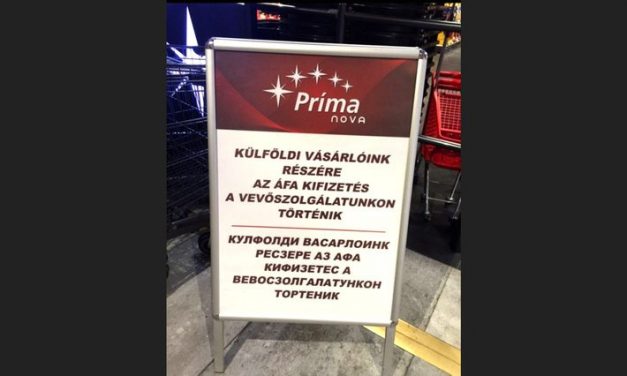 Príma
NOVA
KÜLFÖLDI VÁSÁRLÓINK
RÉSZÉRE
AZ ÁFA KIFIZETÉS
A VEVŐSZOLGÁLATUNKON
TÖRTÉNIK
КУЛФОЛДИ ВАСАРЛОИНК
РЕСЗЕРЕ АЗ АФА
КИФИЗЕТЕС А
ВЕВОСЗОЛГАЛАТУНКОН
ТОРТЕНИК